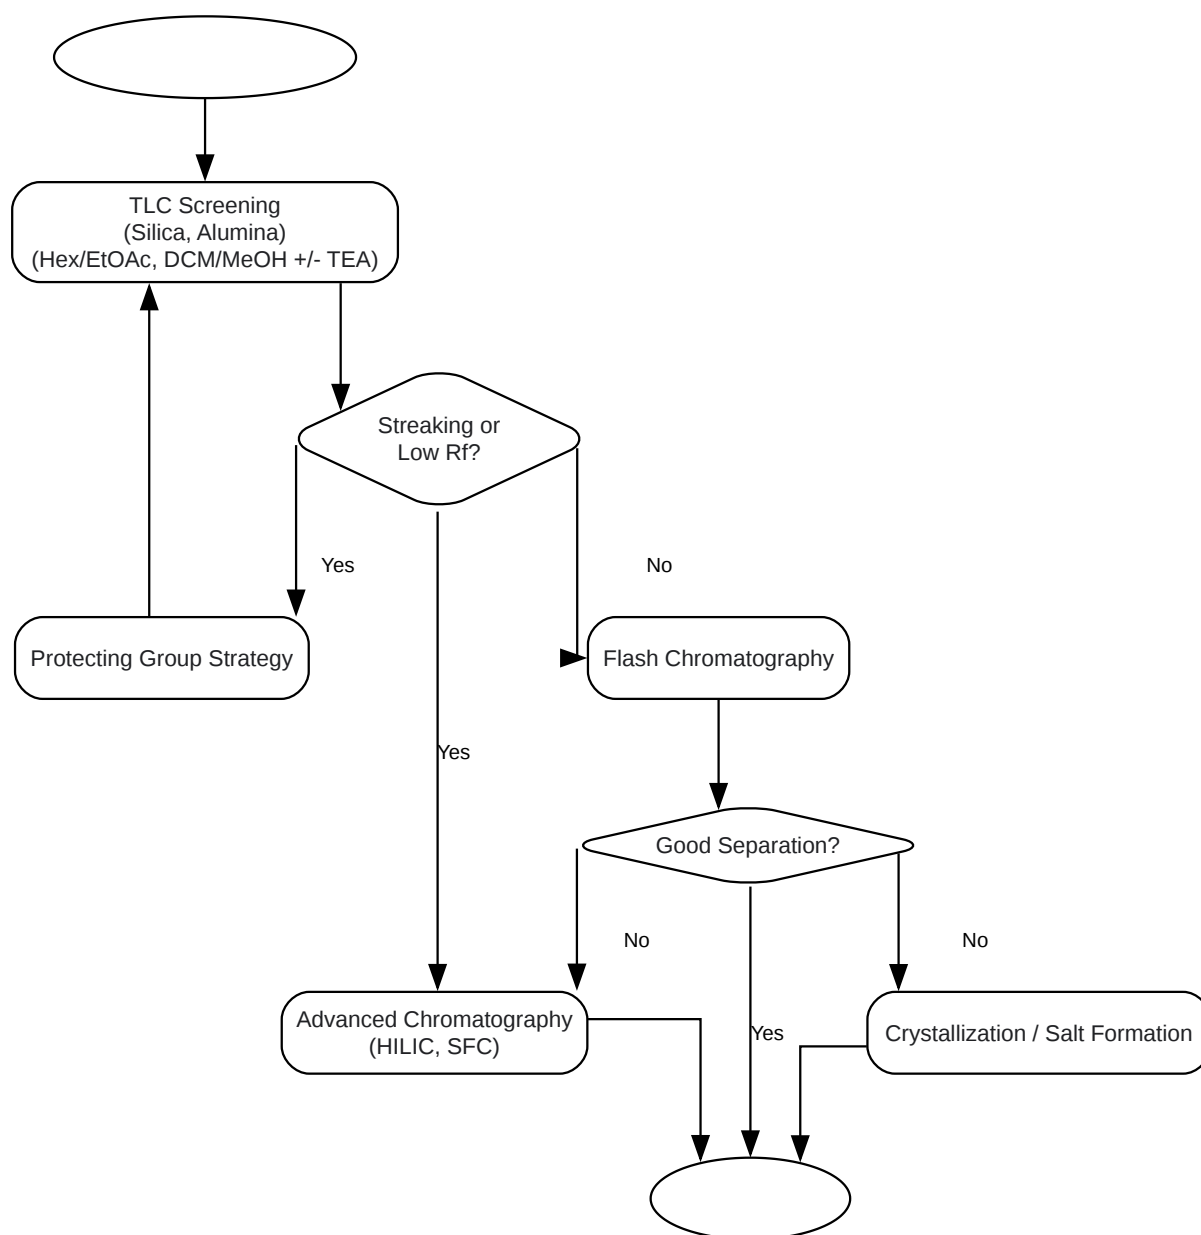 TLC Screening
(Silica, Alumina)
(Hex/EtOAc, DCM/MeOH +/- TEA)
Streaking or
Low Rf?
Yes
No
Protecting Group Strategy
Flash Chromatography
Yes
Good Separation?
No
No
Advanced Chromatography
(HILIC, SFC)
Yes
Crystallization / Salt Formation